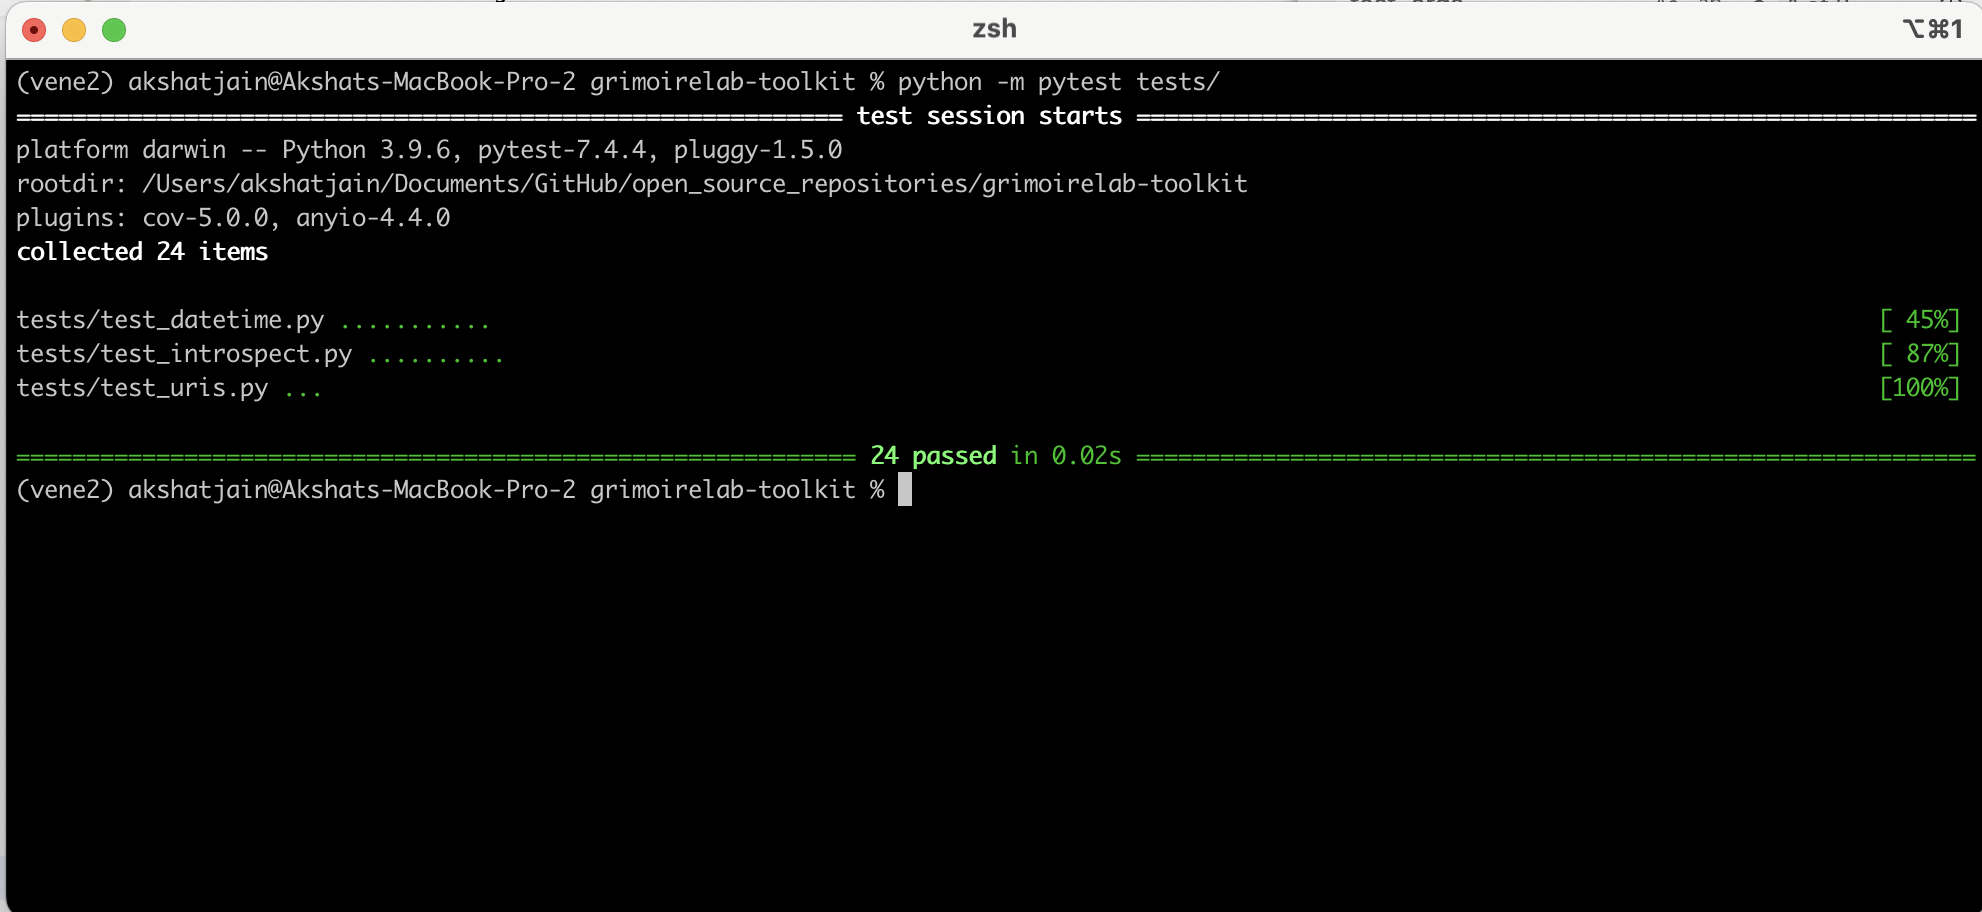 zsh
⌥⌘1
(vene2) akshatjain@Akshats-MacBook-Pro-2 grimoirelab-toolkit % python -m pytest tests/
=========================================================== test session starts ============================================================
platform darwin -- Python 3.9.6, pytest-7.4.4, pluggy-1.5.0
rootdir: /Users/akshatjain/Documents/GitHub/open_source_repositories/grimoirelab-toolkit
plugins: cov-5.0.0, anyio-4.4.0
collected 24 items
tests/test_datetime.py ........... [ 45%]
tests/test_introspect.py .......... [ 87%]
tests/test_uris.py ... [100%]
============================================================ 24 passed in 0.02s ============================================================
(vene2) akshatjain@Akshats-MacBook-Pro-2 grimoirelab-toolkit %